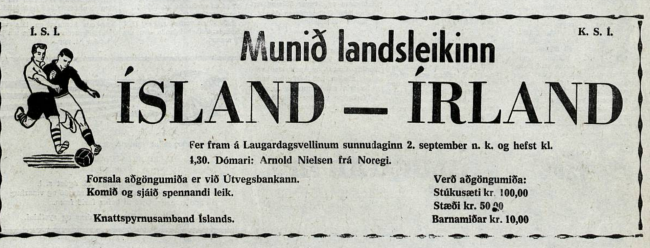 Í. S. Í.
K. S. Í.
Munið landsleikinn
ÍSLAND — ÍRLAND
Fer fram á Laugardagsvellinum sunnudaginn 2. september n. k. og hefst kl.
4,30. Dómari: Arnold Nielsen frá Noregi.
Forsala aðgöngumiða er við Útvegsbankann.
Komið og sjáið spennandi leik.
Knattspyrnusamband Íslands.
Verð aðgöngumiða:
Stúkusæti kr. 100,00
Stæði kr. 50,00
Barnamiðar kr. 10,00